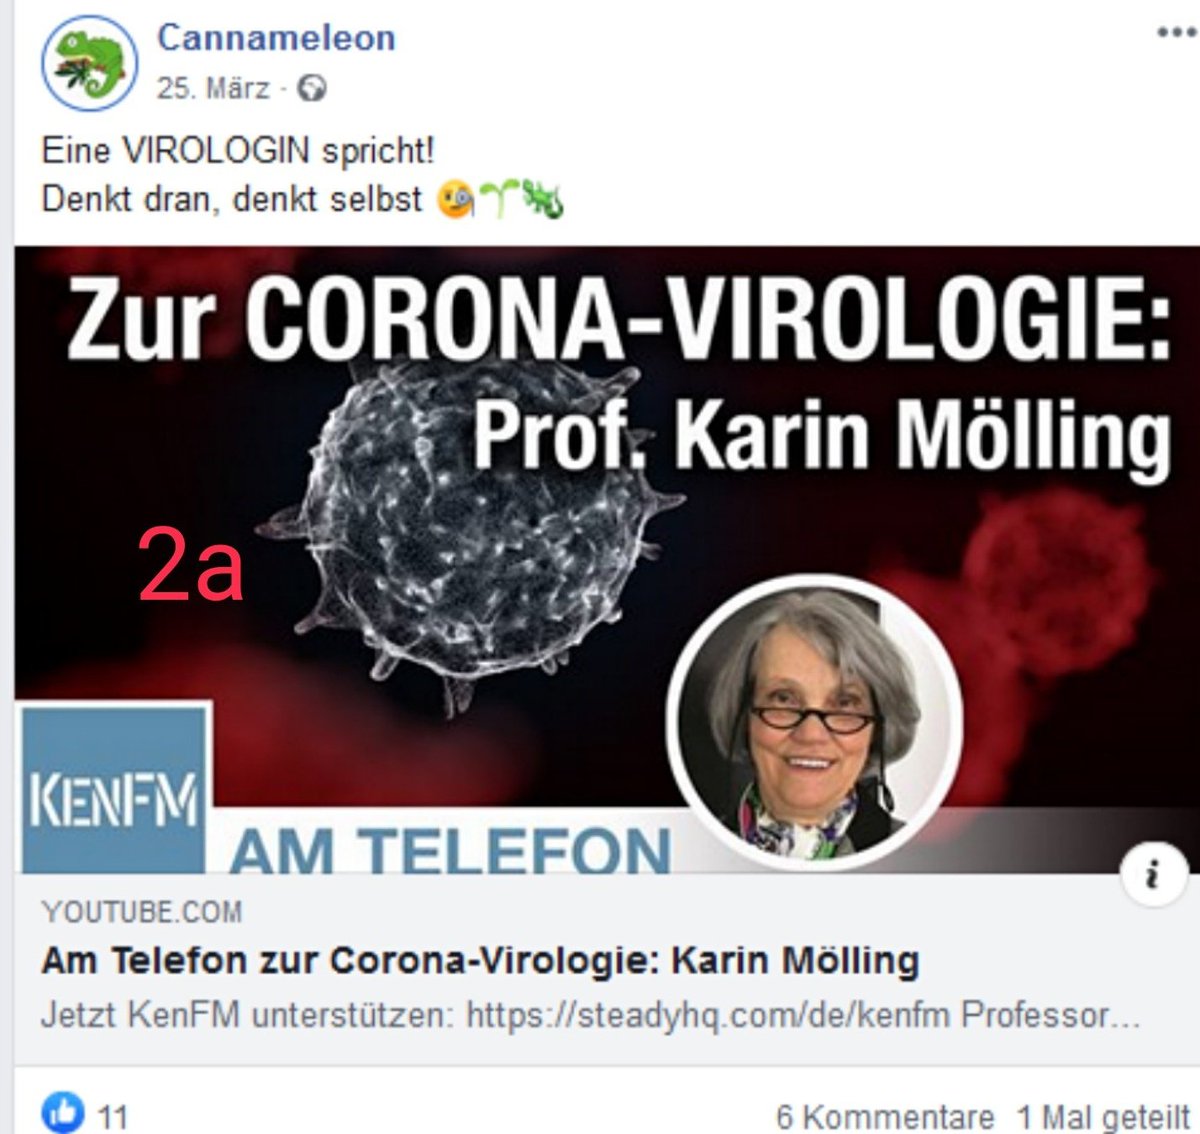 Cannameleon
25. März ·
Eine VIROLOGIN spricht!
Denkt dran, denkt selbst 🧐🌱🦎
Zur CORONA-VIROLOGIE:
Prof. Karin Mölling
2a
KENFM
AM TELEFON
i
YOUTUBE.COM
Am Telefon zur Corona-Virologie: Karin Mölling
Jetzt KenFM unterstützen: https://steadyhq.com/de/kenfm Professor...
11
6 Kommentare 1 Mal geteilt